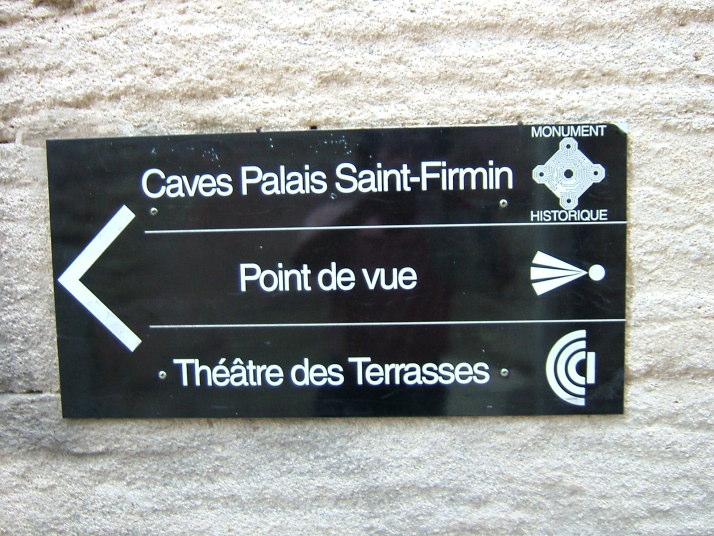 Caves Palais Saint-Firmin
MONUMENT
HISTORIQUE
Point de vue
Théâtre des Terrasses